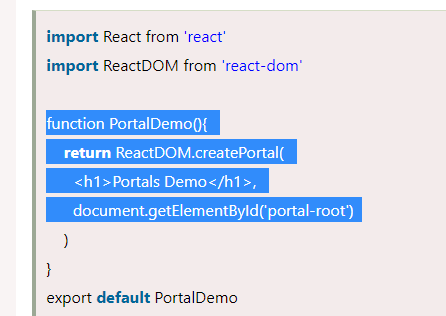 import React from 'react'
import ReactDOM from 'react-dom'
function PortalDemo(){
return ReactDOM.createPortal(
<h1>Portals Demo</h1>,
document.getElementById('portal-root')
)
}
export default PortalDemo